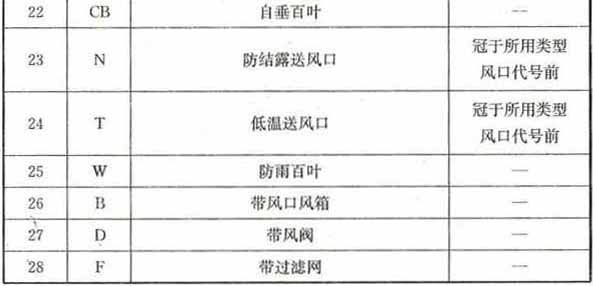 22 CB 自垂百叶 —
23 N 防结露送风口 冠于所用类型
风口代号前
24 T 低温送风口 冠于所用类型
风口代号前
25 W 防雨百叶 —
26 B 带风口风箱 —
27 D 带风阀 —
28 F 带过滤网 —